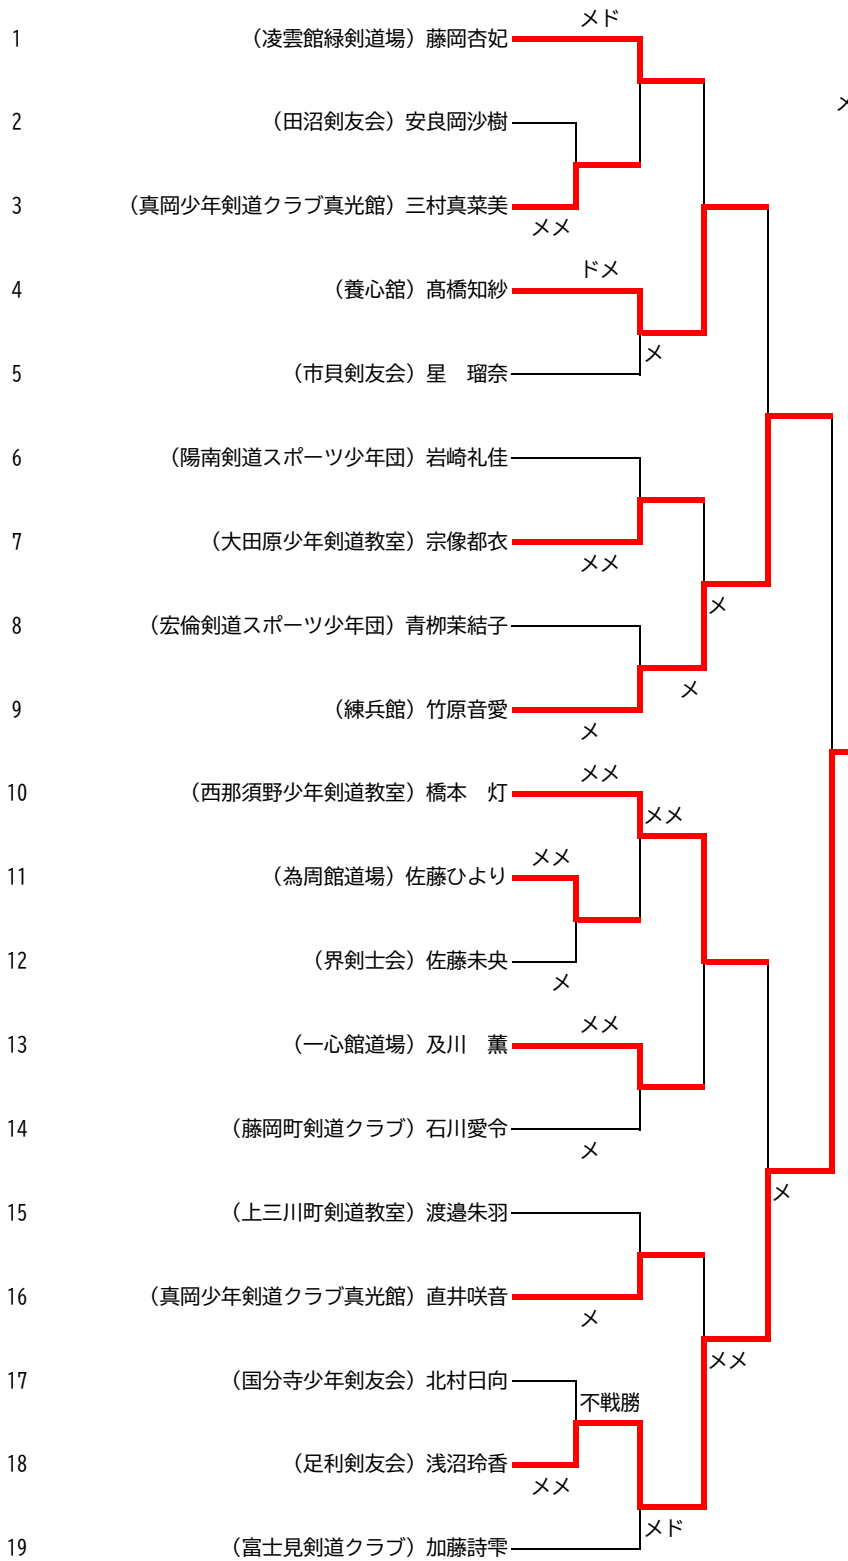 メド
1 （凌雲館緑剣道場）藤岡杏妃
メ
2 （田沼剣友会）安良岡沙樹
3 （真岡少年剣道クラブ真光館）三村真菜美
メメ
ドメ
4 （養心舘）髙橋知紗
メ
5 （市貝剣友会）星　瑠奈
6 （陽南剣道スポーツ少年団）岩崎礼佳
7 （大田原少年剣道教室）宗像都衣
メメ
メ
8 （宏倫剣道スポーツ少年団）青栁茉結子
メ
9 （練兵館）竹原音愛
メ
メメ
10 （西那須野少年剣道教室）橋本　灯
メメ
メメ
11 （為周館道場）佐藤ひより
12 （界剣士会）佐藤未央
メ
メメ
13 （一心館道場）及川　薫
14 （藤岡町剣道クラブ）石川愛令
メ
メ
15 （上三川町剣道教室）渡邉朱羽
16 （真岡少年剣道クラブ真光館）直井咲音
メ
メメ
17 （国分寺少年剣友会）北村日向
不戦勝
18 （足利剣友会）浅沼玲香
メメ
メド
19 （富士見剣道クラブ）加藤詩雫